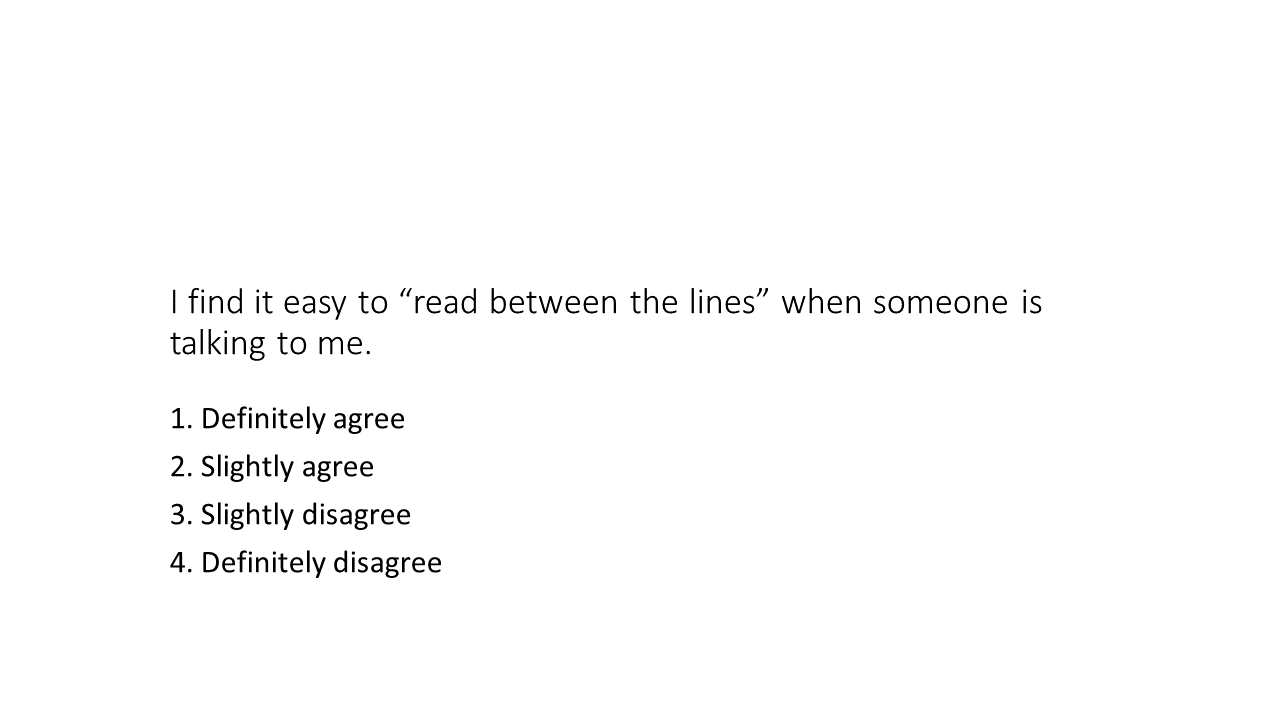 I find it easy to “read between the lines” when someone is
talking to me.
1. Definitely agree
2. Slightly agree
3. Slightly disagree
4. Definitely disagree